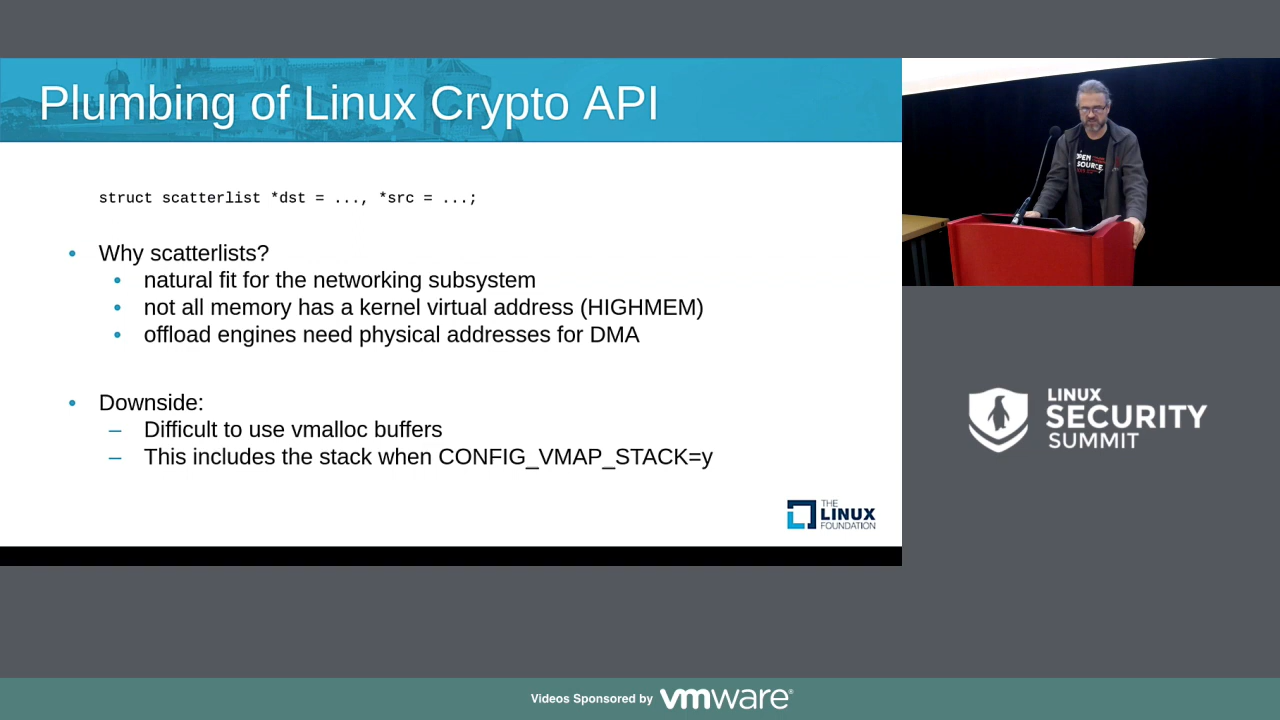 Plumbing of Linux Crypto API
struct scatterlist *dst = ..., *src = ...;
• Why scatterlists?
• natural fit for the networking subsystem
• not all memory has a kernel virtual address (HIGHMEM)
• offload engines need physical addresses for DMA
• Downside:
– Difficult to use vmalloc buffers
– This includes the stack when CONFIG_VMAP_STACK=y
THE
LINUX
FOUNDATION
OPEN
SOURCE
LINUX
SECURITY
SUMMIT
Videos Sponsored by vmware®